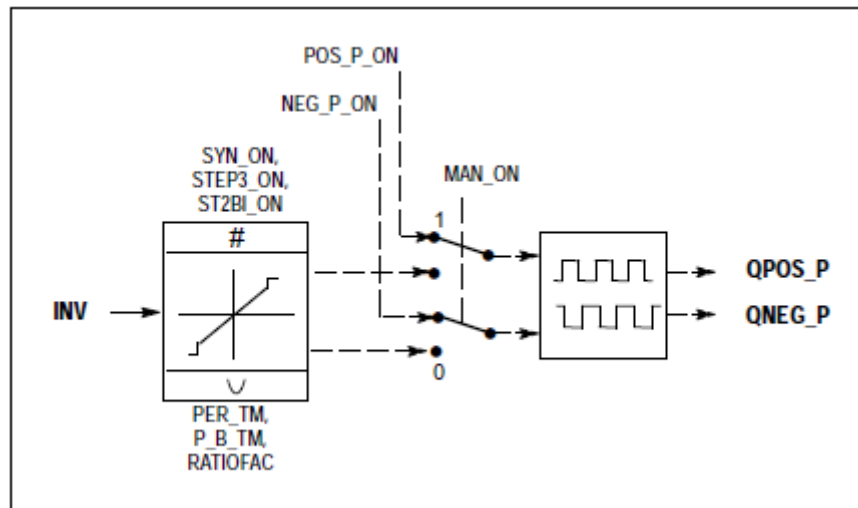 POS_P_ON
NEG_P_ON
SYN_ON,
STEP3_ON,
ST2BI_ON
MAN_ON
1
#
INV
QPOS_P
QNEG_P
0
PER_TM,
P_B_TM,
RATIOFAC